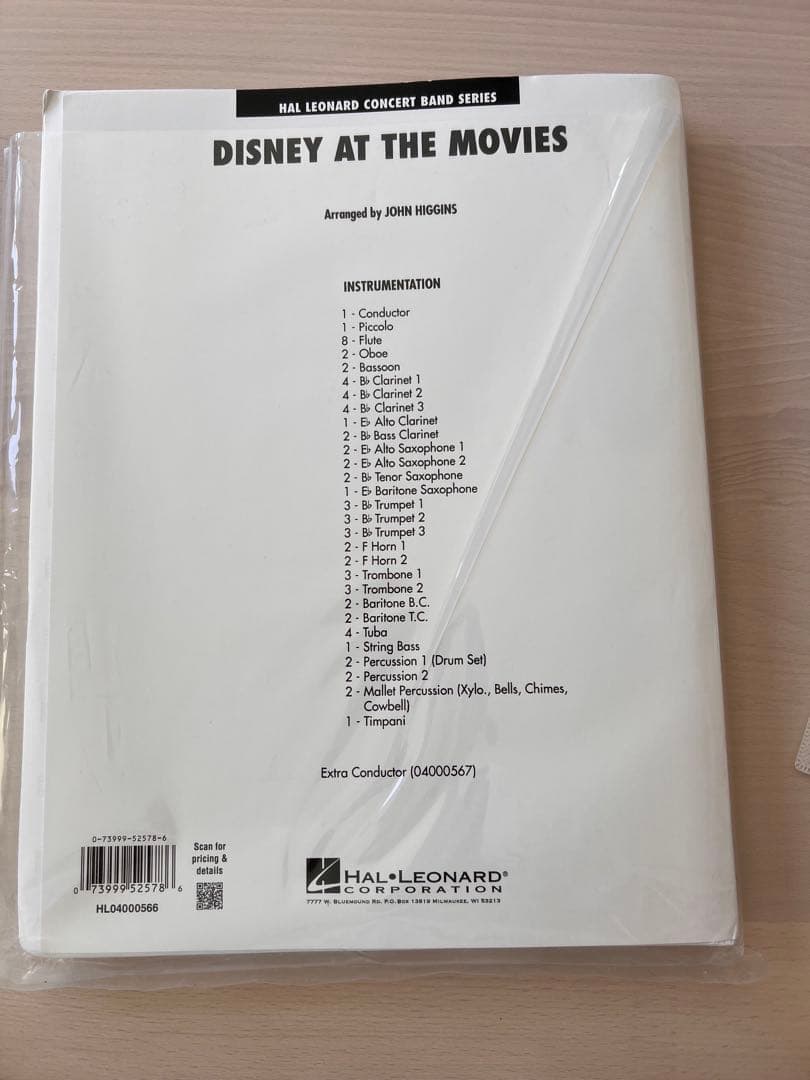 HAL LEONARD CONCERT BAND SERIES
DISNEY AT THE MOVIES
Arranged by JOHN HIGGINS
INSTRUMENTATION
1 - Conductor
1 - Piccolo
8 - Flute
2 - Oboe
2 - Bassoon
4 - B♭ Clarinet 1
4 - B♭ Clarinet 2
4 - B♭ Clarinet 3
1 - E♭ Alto Clarinet
2 - B♭ Bass Clarinet
2 - E♭ Alto Saxophone 1
2 - E♭ Alto Saxophone 2
2 - B♭ Tenor Saxophone
1 - E♭ Baritone Saxophone
3 - B♭ Trumpet 1
3 - B♭ Trumpet 2
3 - B♭ Trumpet 3
2 - F Horn 1
2 - F Horn 2
3 - Trombone 1
3 - Trombone 2
2 - Baritone B.C.
2 - Baritone T.C.
4 - Tuba
1 - String Bass
2 - Percussion 1 (Drum Set)
2 - Percussion 2
2 - Mallet Percussion (Xylo., Bells, Chimes,
Cowbell)
1 - Timpani
Extra Conductor (04000567)
0-73999-52578-6
0 73999 52578 6
HL04000566
Scan for
pricing &
details
HAL•LEONARD®
CORPORATION
7777 W. BLUEMOUND RD. P.O. BOX 13819 MILWAUKEE, WI 53213